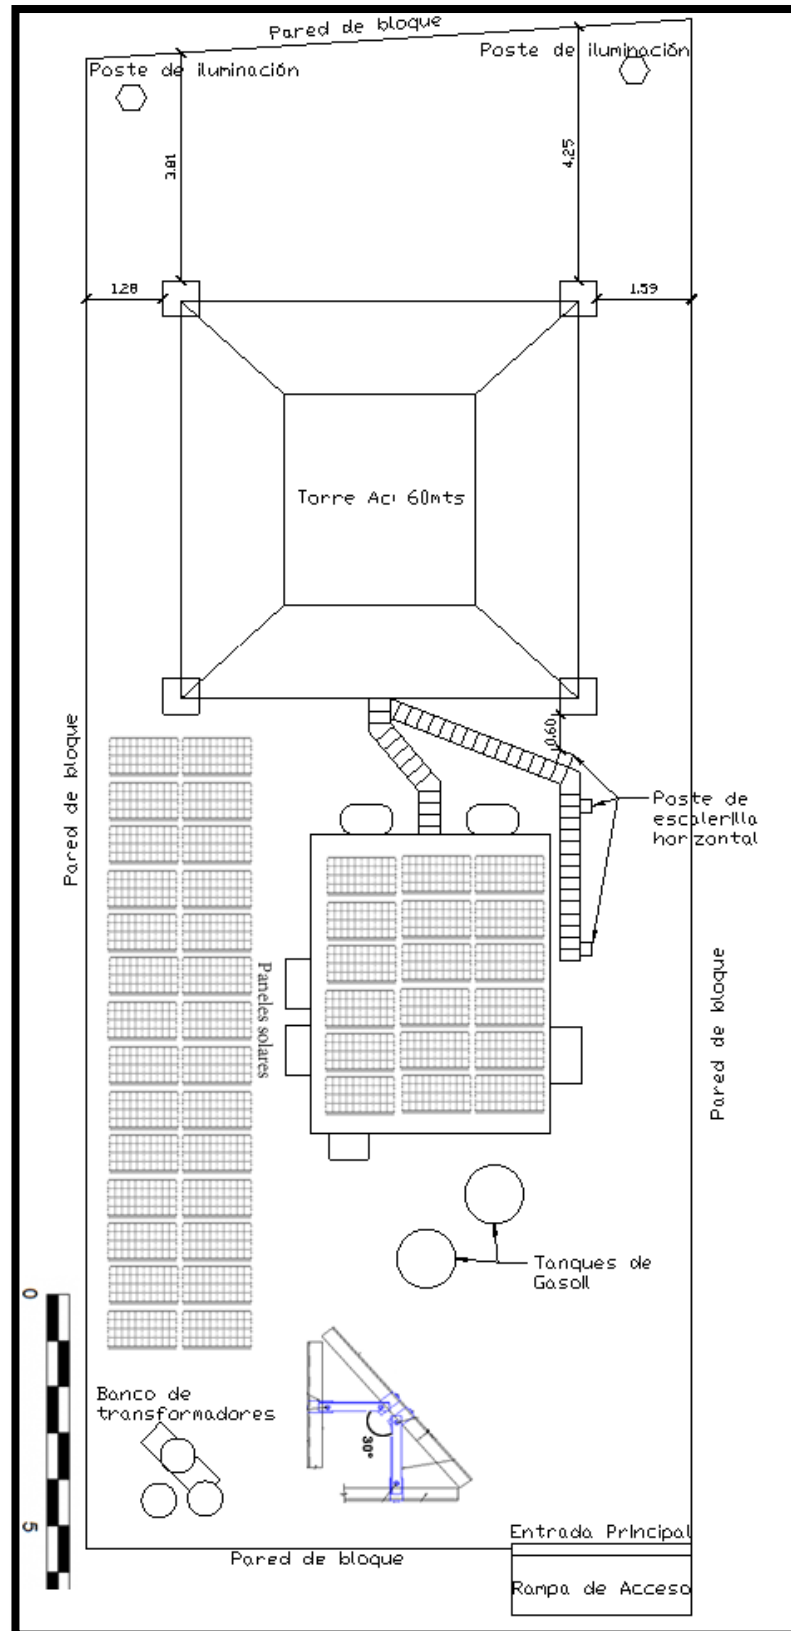 Pared de bloque
Poste de iluminación
Poste de iluminación
3.81
4.25
1.28
1.59
Torre Aci 60mts
0.60
Pared de bloque
Poste de
escalerilla
horizontal
Paneles solares
Pared de bloque
Tanques de
Gasoil
0
5
Banco de
transformadores
30°
Entrada Principal
Pared de bloque
Rampa de Acceso